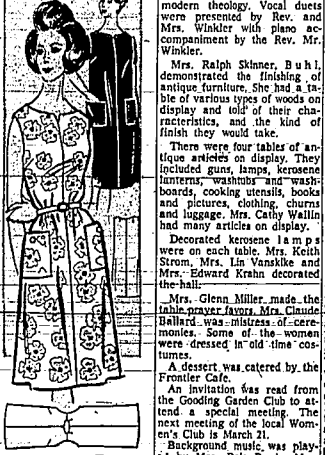 modern theology. Vocal duets
were presented by Rev. and
Mrs. Winkler with piano ac-
companiment by the Rev. Mr.
Winkler.
Mrs. Ralph Skinner, Buhl,
demonstrated the finishing of
antique furniture. She had a ta-
ble of various types of woods on
display and told of their cha-
racteristics, and the kind of
finish they would take.
There were four tables of an-
tique articles on display. They
included guns, lamps, kerosene
lanterns, washtubs and wash-
boards, cooking utensils, books
and pictures, clothing, churns
and luggage. Mrs. Cathy Wallin
had many articles on display.
Decorated kerosene lamps
were on each table. Mrs. Keith
Strom, Mrs. Lin Vanskike and
Mrs. Edward Krahn decorated
the hall.
Mrs. Glenn Miller made the
table prayer favors. Mrs. Claude
Ballard was mistress of cere-
monies. Some of the women
were dressed in old time cos-
tumes.
A dessert was catered by the
Frontier Cafe.
An invitation was read from
the Gooding Garden Club to at-
tend a special meeting. The
next meeting of the local Wom-
en's Club is March 21.
Background music was play-